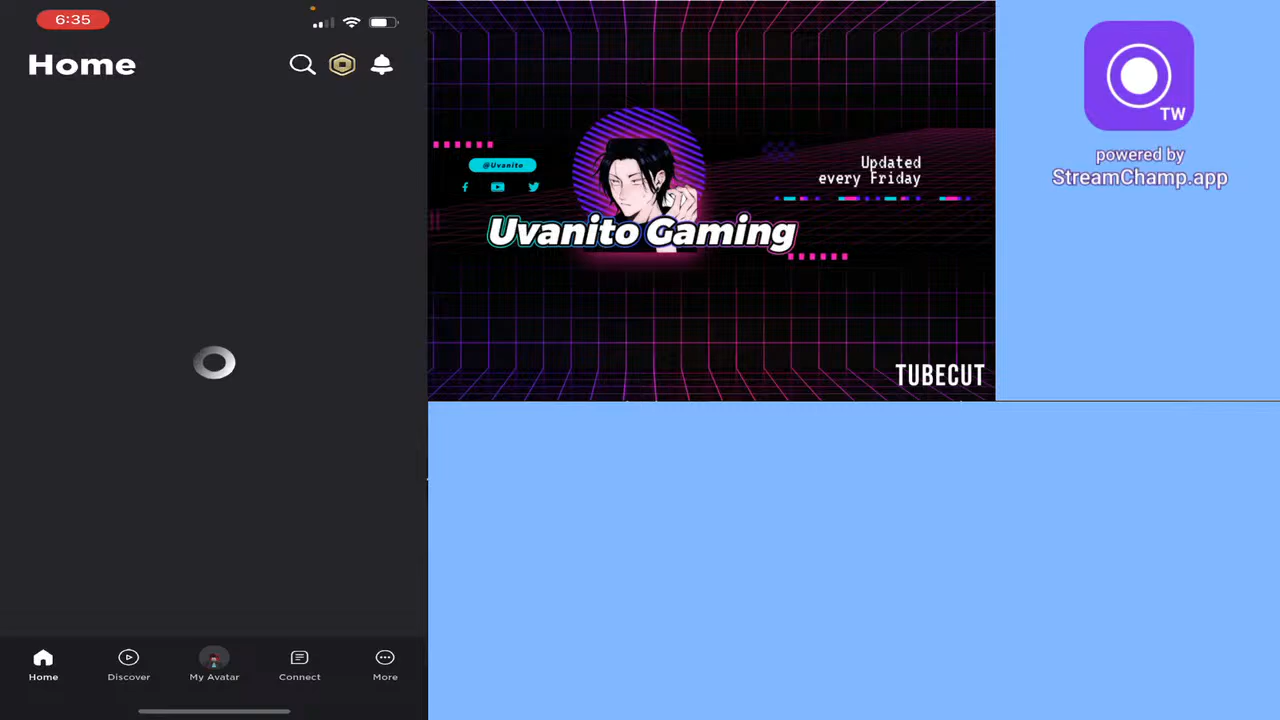 6:35
Home
Home
Discover
My Avatar
Connect
More
@Uvanito
Updated
every Friday
Uvanito Gaming
TUBECUT
TW
powered by
StreamChamp.app